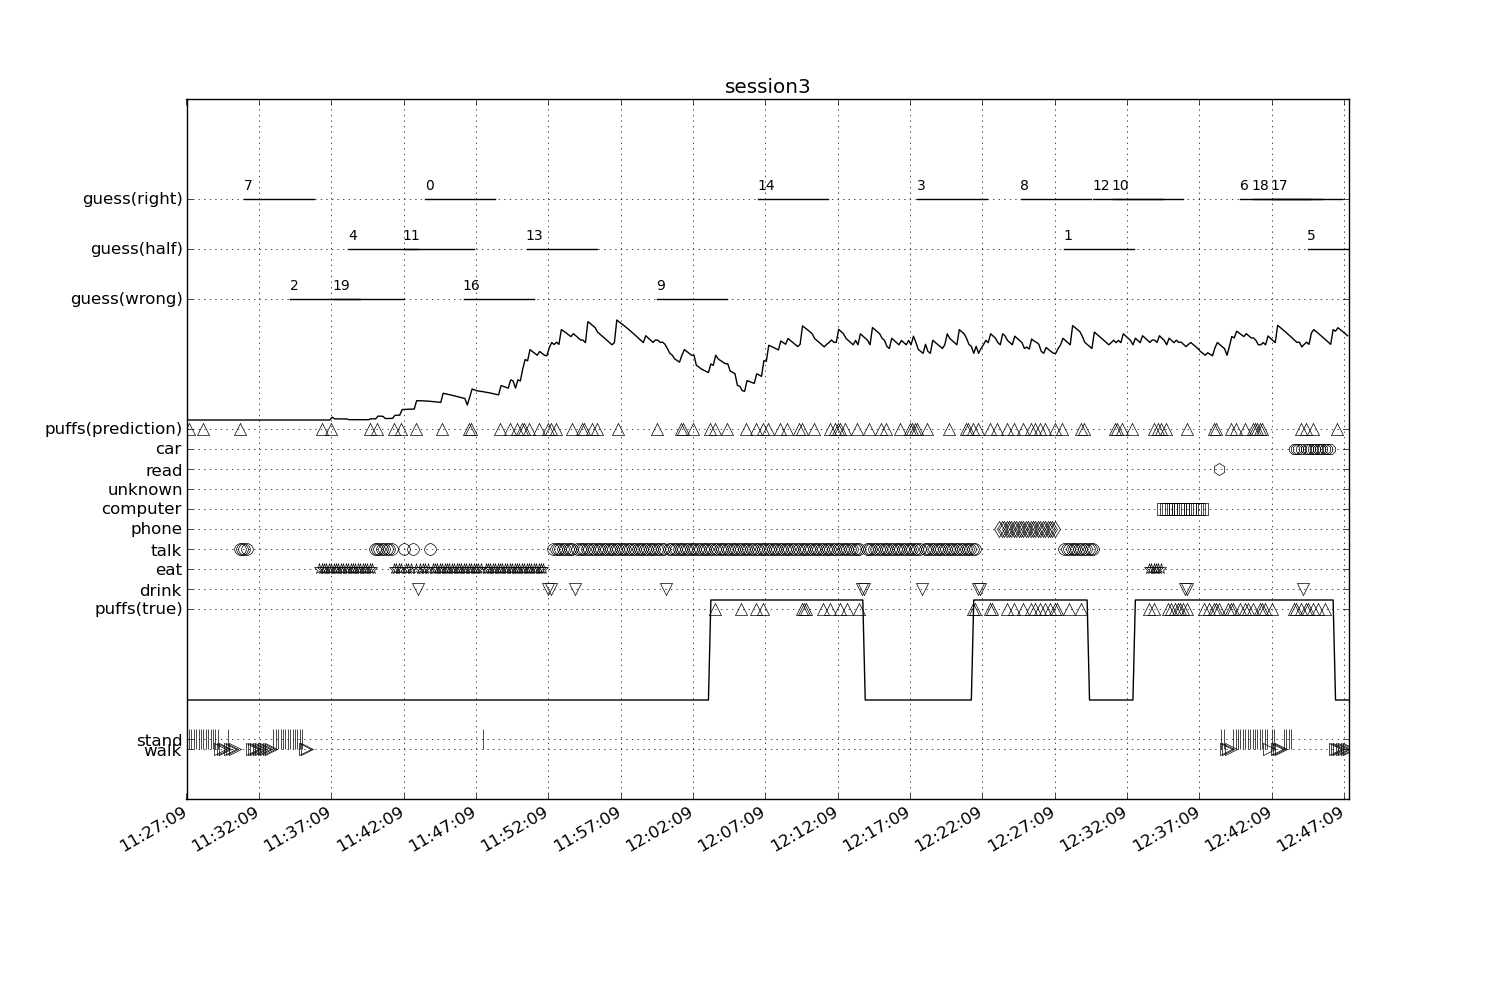 session3
7 0 14 3 8 12 10 6 18 17
guess(right)
4 11 13 1 5
guess(half)
2 19 16 9
guess(wrong)
puffs(prediction)
car
read
unknown
computer
phone
talk
eat
drink
puffs(true)
stand
walk
11:27:09 11:32:09 11:37:09 11:42:09 11:47:09 11:52:09 11:57:09 12:02:09 12:07:09 12:12:09 12:17:09 12:22:09 12:27:09 12:32:09 12:37:09 12:42:09 12:47:09